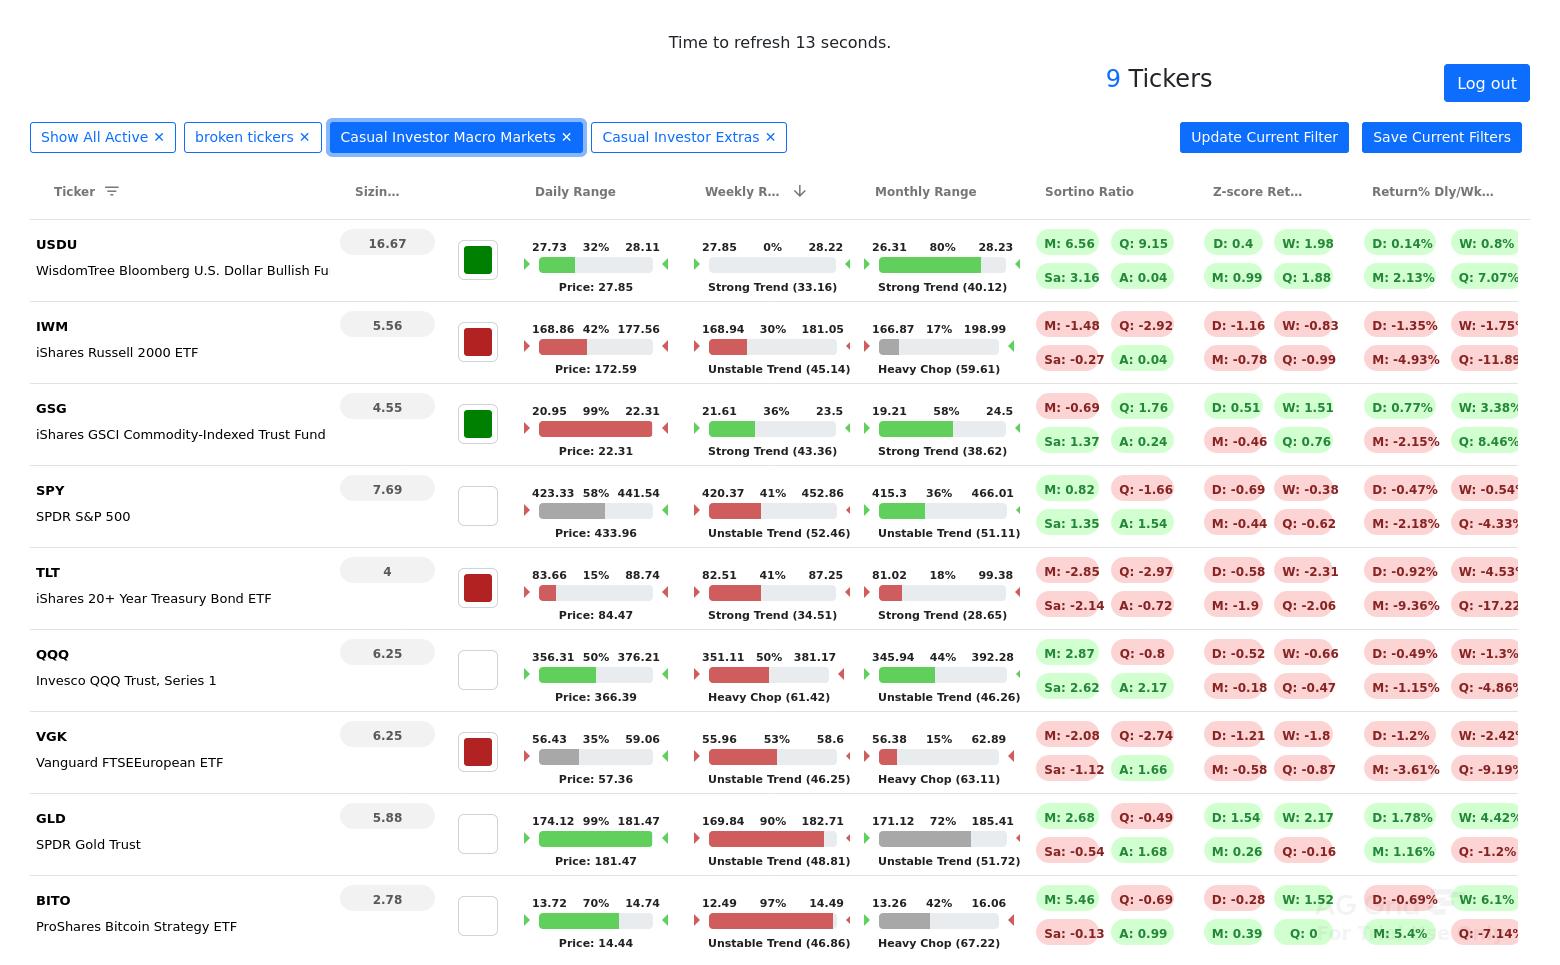 Time to refresh 13 seconds.
9 Tickers
Log out
Show All Active ✕ broken tickers ✕ Casual Investor Macro Markets ✕ Casual Investor Extras ✕ Update Current Filter Save Current Filters
Ticker Sizin... Daily Range Weekly R... Monthly Range Sortino Ratio Z-score Ret... Return% Dly/Wk...
USDU 16.67 27.73 32% 28.11 27.85 0% 28.22 26.31 80% 28.23 M: 6.56 Q: 9.15 D: 0.4 W: 1.98 D: 0.14% W: 0.8%
WisdomTree Bloomberg U.S. Dollar Bullish Fu Sa: 3.16 A: 0.04 M: 0.99 Q: 1.88 M: 2.13% Q: 7.07%
Price: 27.85 Strong Trend (33.16) Strong Trend (40.12)
IWM 5.56 168.86 42% 177.56 168.94 30% 181.05 166.87 17% 198.99 M: -1.48 Q: -2.92 D: -1.16 W: -0.83 D: -1.35% W: -1.75%
iShares Russell 2000 ETF Sa: -0.27 A: 0.04 M: -0.78 Q: -0.99 M: -4.93% Q: -11.89
Price: 172.59 Unstable Trend (45.14) Heavy Chop (59.61)
GSG 4.55 20.95 99% 22.31 21.61 36% 23.5 19.21 58% 24.5 M: -0.69 Q: 1.76 D: 0.51 W: 1.51 D: 0.77% W: 3.38%
iShares GSCI Commodity-Indexed Trust Fund Sa: 1.37 A: 0.24 M: -0.46 Q: 0.76 M: -2.15% Q: 8.46%
Price: 22.31 Strong Trend (43.36) Strong Trend (38.62)
SPY 7.69 423.33 58% 441.54 420.37 41% 452.86 415.3 36% 466.01 M: 0.82 Q: -1.66 D: -0.69 W: -0.38 D: -0.47% W: -0.54%
SPDR S&P 500 Sa: 1.35 A: 1.54 M: -0.44 Q: -0.62 M: -2.18% Q: -4.33%
Price: 433.96 Unstable Trend (52.46) Unstable Trend (51.11)
TLT 4 83.66 15% 88.74 82.51 41% 87.25 81.02 18% 99.38 M: -2.85 Q: -2.97 D: -0.58 W: -2.31 D: -0.92% W: -4.53%
iShares 20+ Year Treasury Bond ETF Sa: -2.14 A: -0.72 M: -1.9 Q: -2.06 M: -9.36% Q: -17.22
Price: 84.47 Strong Trend (34.51) Strong Trend (28.65)
QQQ 6.25 356.31 50% 376.21 351.11 50% 381.17 345.94 44% 392.28 M: 2.87 Q: -0.8 D: -0.52 W: -0.66 D: -0.49% W: -1.3%
Invesco QQQ Trust, Series 1 Sa: 2.62 A: 2.17 M: -0.18 Q: -0.47 M: -1.15% Q: -4.86%
Price: 366.39 Heavy Chop (61.42) Unstable Trend (46.26)
VGK 6.25 56.43 35% 59.06 55.96 53% 58.6 56.38 15% 62.89 M: -2.08 Q: -2.74 D: -1.21 W: -1.8 D: -1.2% W: -2.42%
Vanguard FTSEEuropean ETF Sa: -1.12 A: 1.66 M: -0.58 Q: -0.87 M: -3.61% Q: -9.19%
Price: 57.36 Unstable Trend (46.25) Heavy Chop (63.11)
GLD 5.88 174.12 99% 181.47 169.84 90% 182.71 171.12 72% 185.41 M: 2.68 Q: -0.49 D: 1.54 W: 2.17 D: 1.78% W: 4.42%
SPDR Gold Trust Sa: -0.54 A: 1.68 M: 0.26 Q: -0.16 M: 1.16% Q: -1.2%
Price: 181.47 Unstable Trend (48.81) Unstable Trend (51.72)
BITO 2.78 13.72 70% 14.74 12.49 97% 14.49 13.26 42% 16.06 M: 5.46 Q: -0.69 D: -0.28 W: 1.52 D: -0.69% W: 6.1%
ProShares Bitcoin Strategy ETF Sa: -0.13 A: 0.99 M: 0.39 Q: 0 M: 5.4% Q: -7.14%
Price: 14.44 Unstable Trend (46.86) Heavy Chop (67.22)